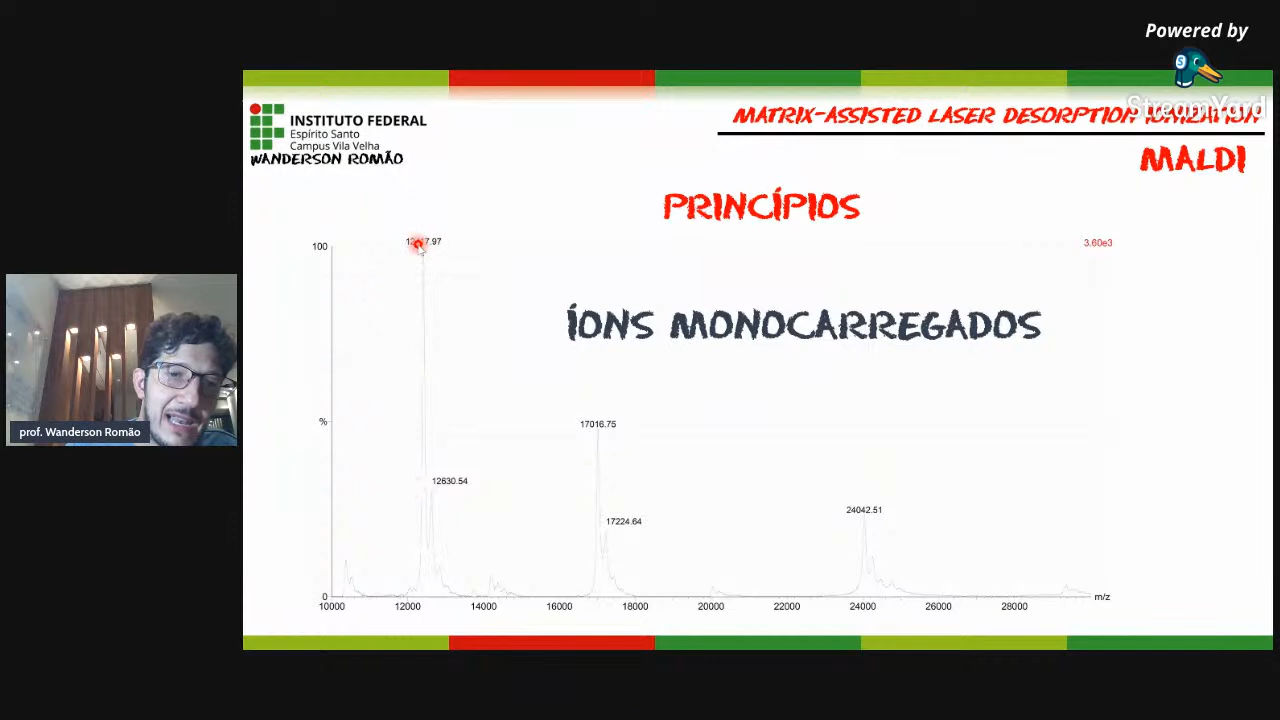 Powered by
StreamYard
INSTITUTO FEDERAL
Espírito Santo
Campus Vila Velha
WANDERSON ROMÃO
MATRIX-ASSISTED LASER DESORPTION IONIZATION
MALDI
PRINCÍPIOS
100
3.60e3
ÍONS MONOCARREGADOS
%
17016.75
12630.54
24042.51
17224.64
0
10000 12000 14000 16000 18000 20000 22000 24000 26000 28000 m/z
prof. Wanderson Romão